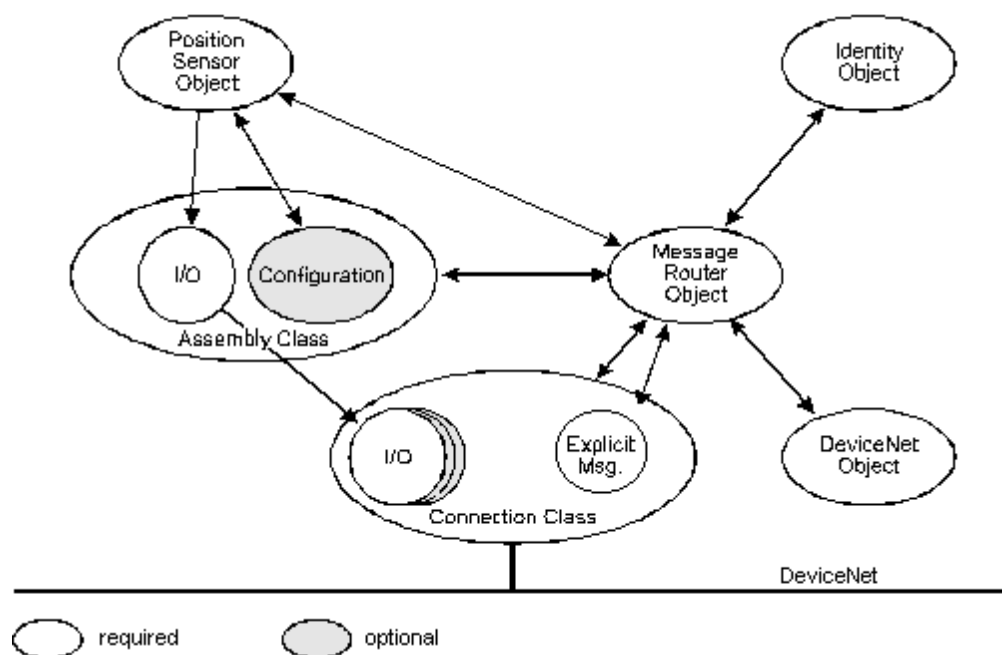 Position
Sensor
Object
Identity
Object
Message
Router
Object
I/O
Configuration
Assembly Class
I/O
Explicit
Msg.
Connection Class
DeviceNet
Object
DeviceNet
required
optional